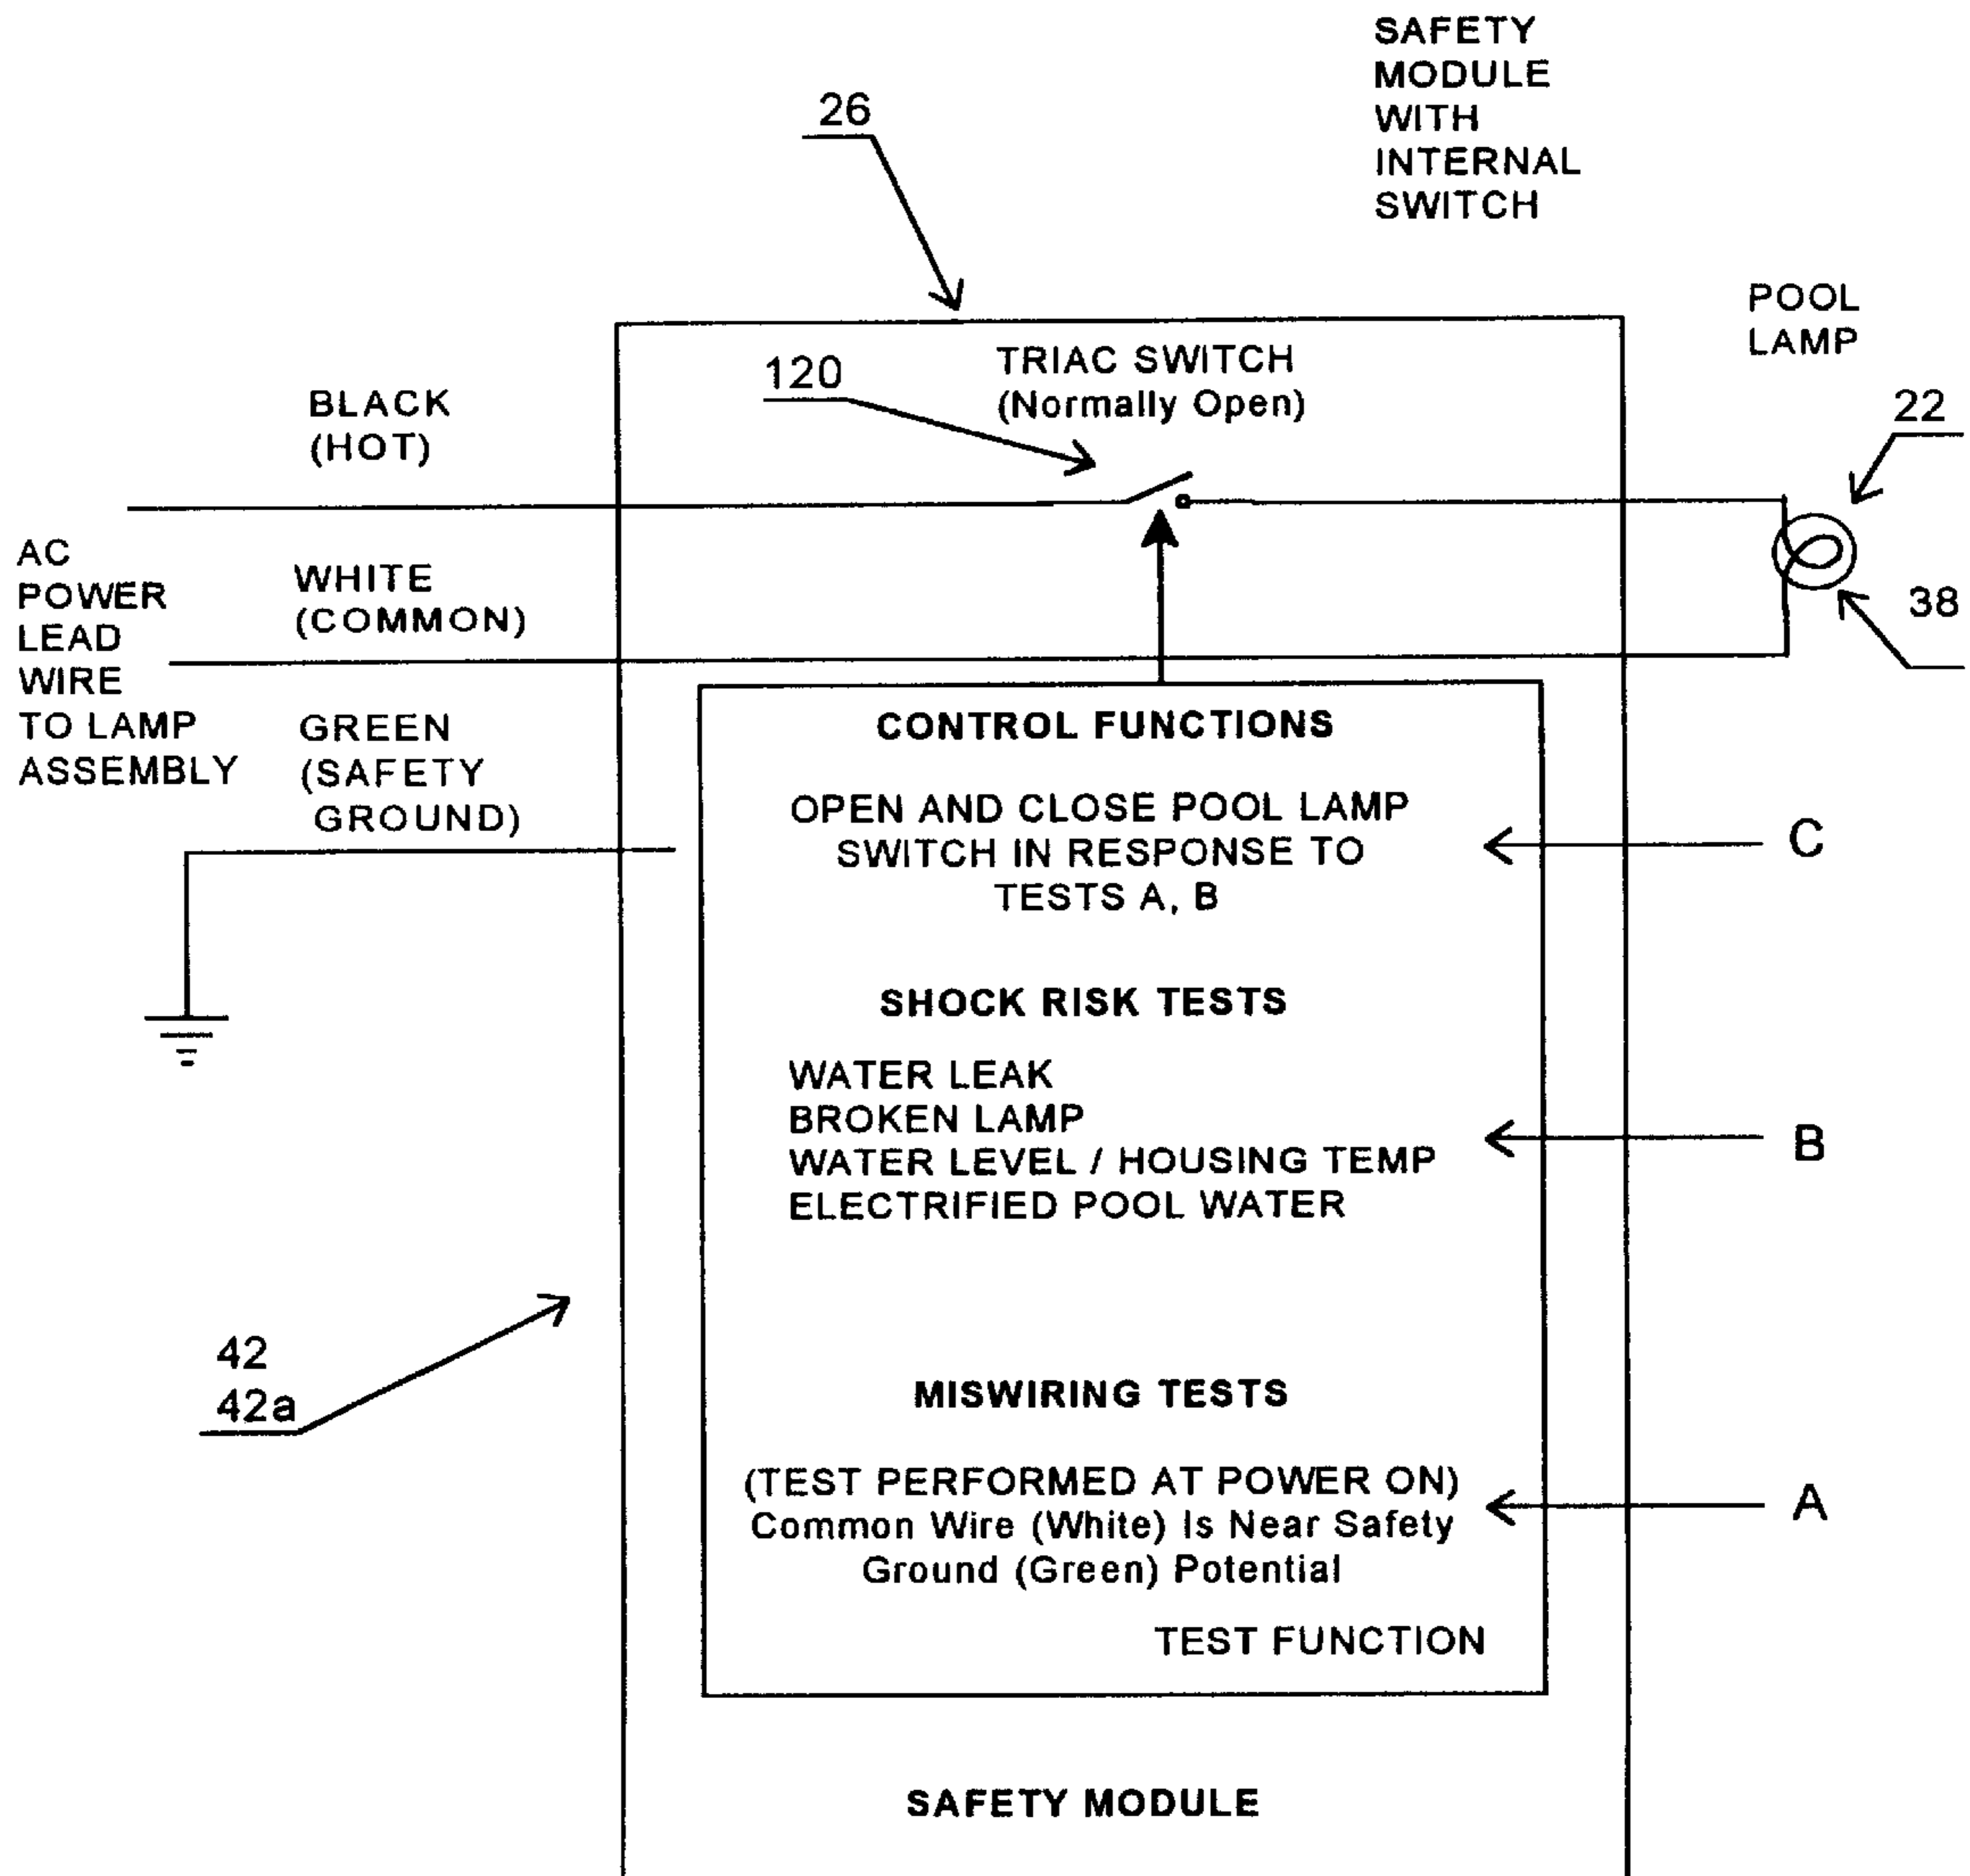 SAFETY
MODULE
WITH
INTERNAL
SWITCH
26
POOL
LAMP
TRIAC SWITCH
(Normally Open)
120
22
BLACK
(HOT)
AC
POWER
LEAD
WIRE
TO LAMP
ASSEMBLY
WHITE
(COMMON)
38
GREEN
(SAFETY
GROUND)
CONTROL FUNCTIONS
OPEN AND CLOSE POOL LAMP
SWITCH IN RESPONSE TO
TESTS A, B
C
SHOCK RISK TESTS
WATER LEAK
BROKEN LAMP
WATER LEVEL / HOUSING TEMP
ELECTRIFIED POOL WATER
B
42
42a
MISWIRING TESTS
(TEST PERFORMED AT POWER ON)
Common Wire (White) Is Near Safety
Ground (Green) Potential
A
TEST FUNCTION
SAFETY MODULE